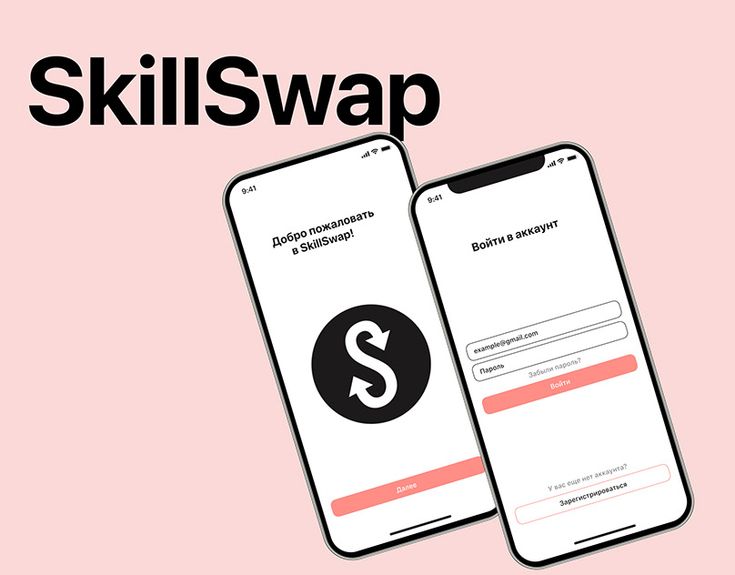 SkillSwap
9:41
Добро пожаловать
в SkillSwap!
Далее
9:41
Войти в аккаунт
example@gmail.com
Пароль
Забыли пароль?
Войти
У вас еще нет аккаунта?
Зарегистрироваться